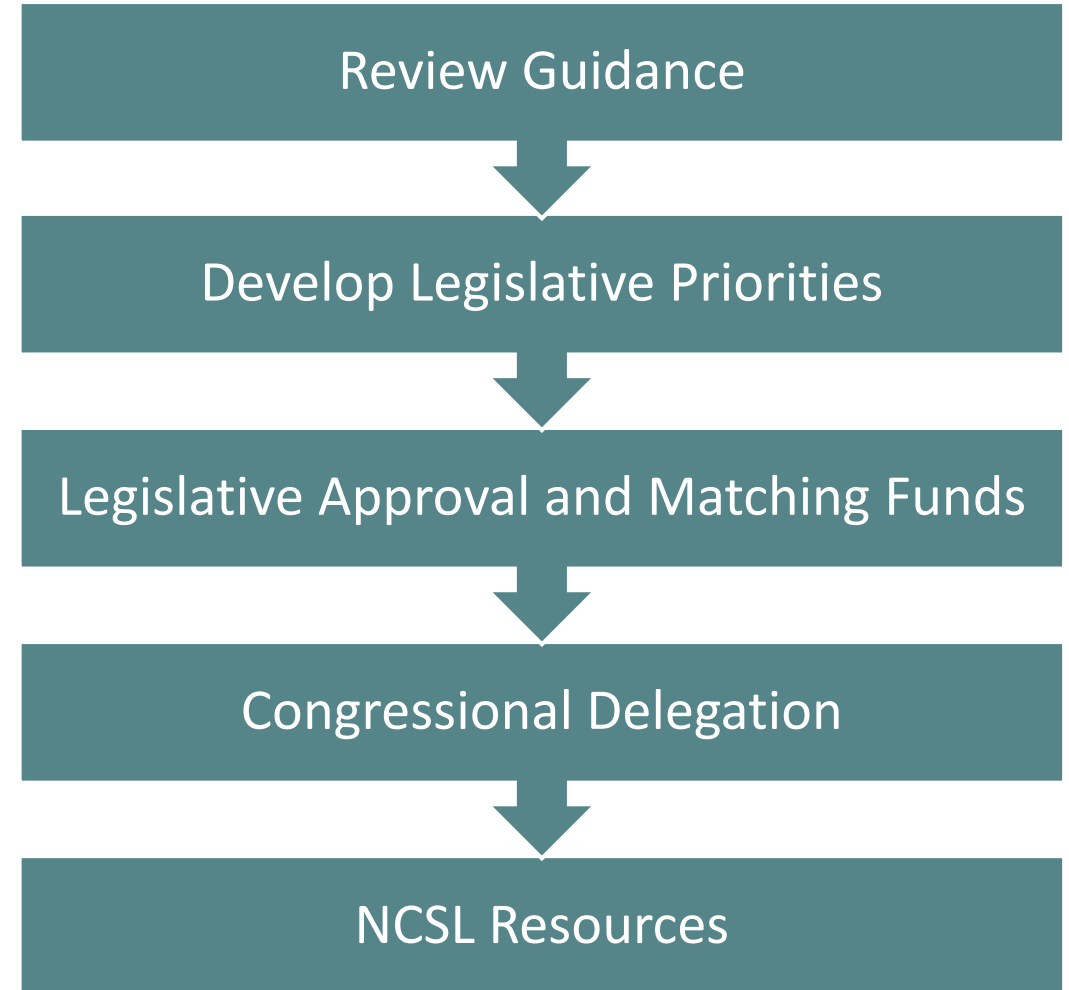 Review Guidance
Develop Legislative Priorities
Legislative Approval and Matching Funds
Congressional Delegation
NCSL Resources